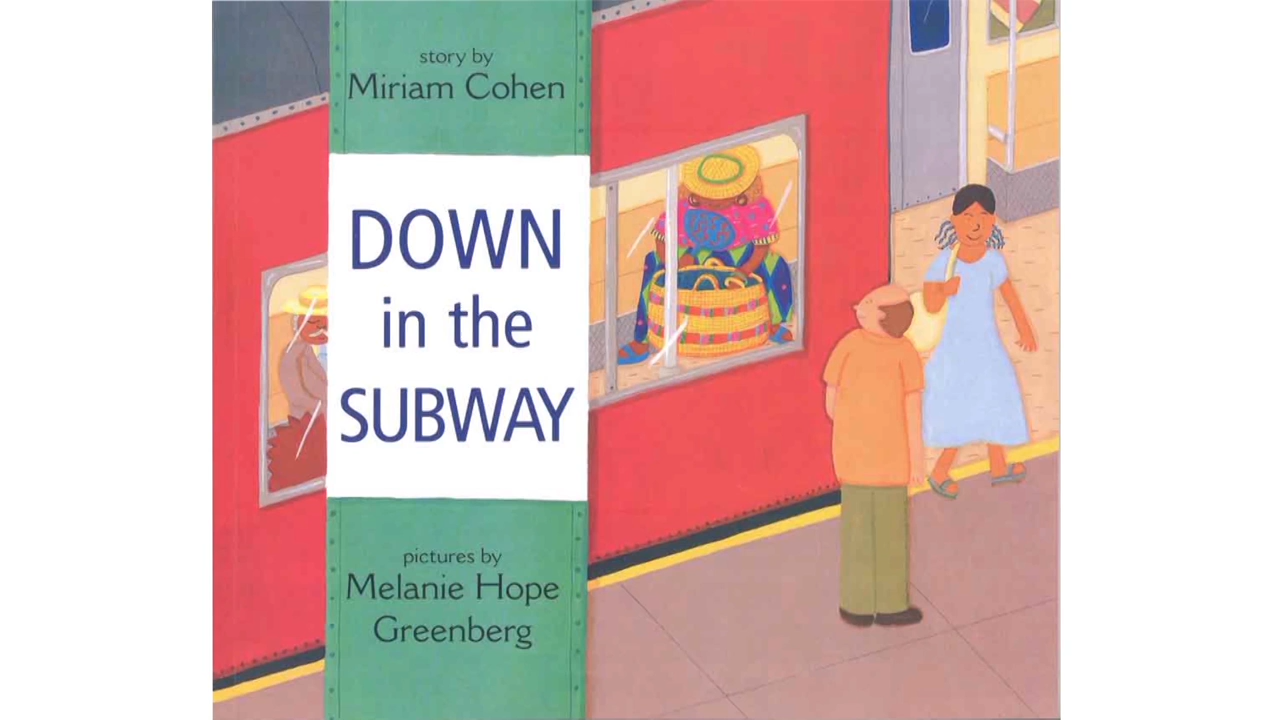 story by
Miriam Cohen
DOWN
in the
SUBWAY
pictures by
Melanie Hope
Greenberg